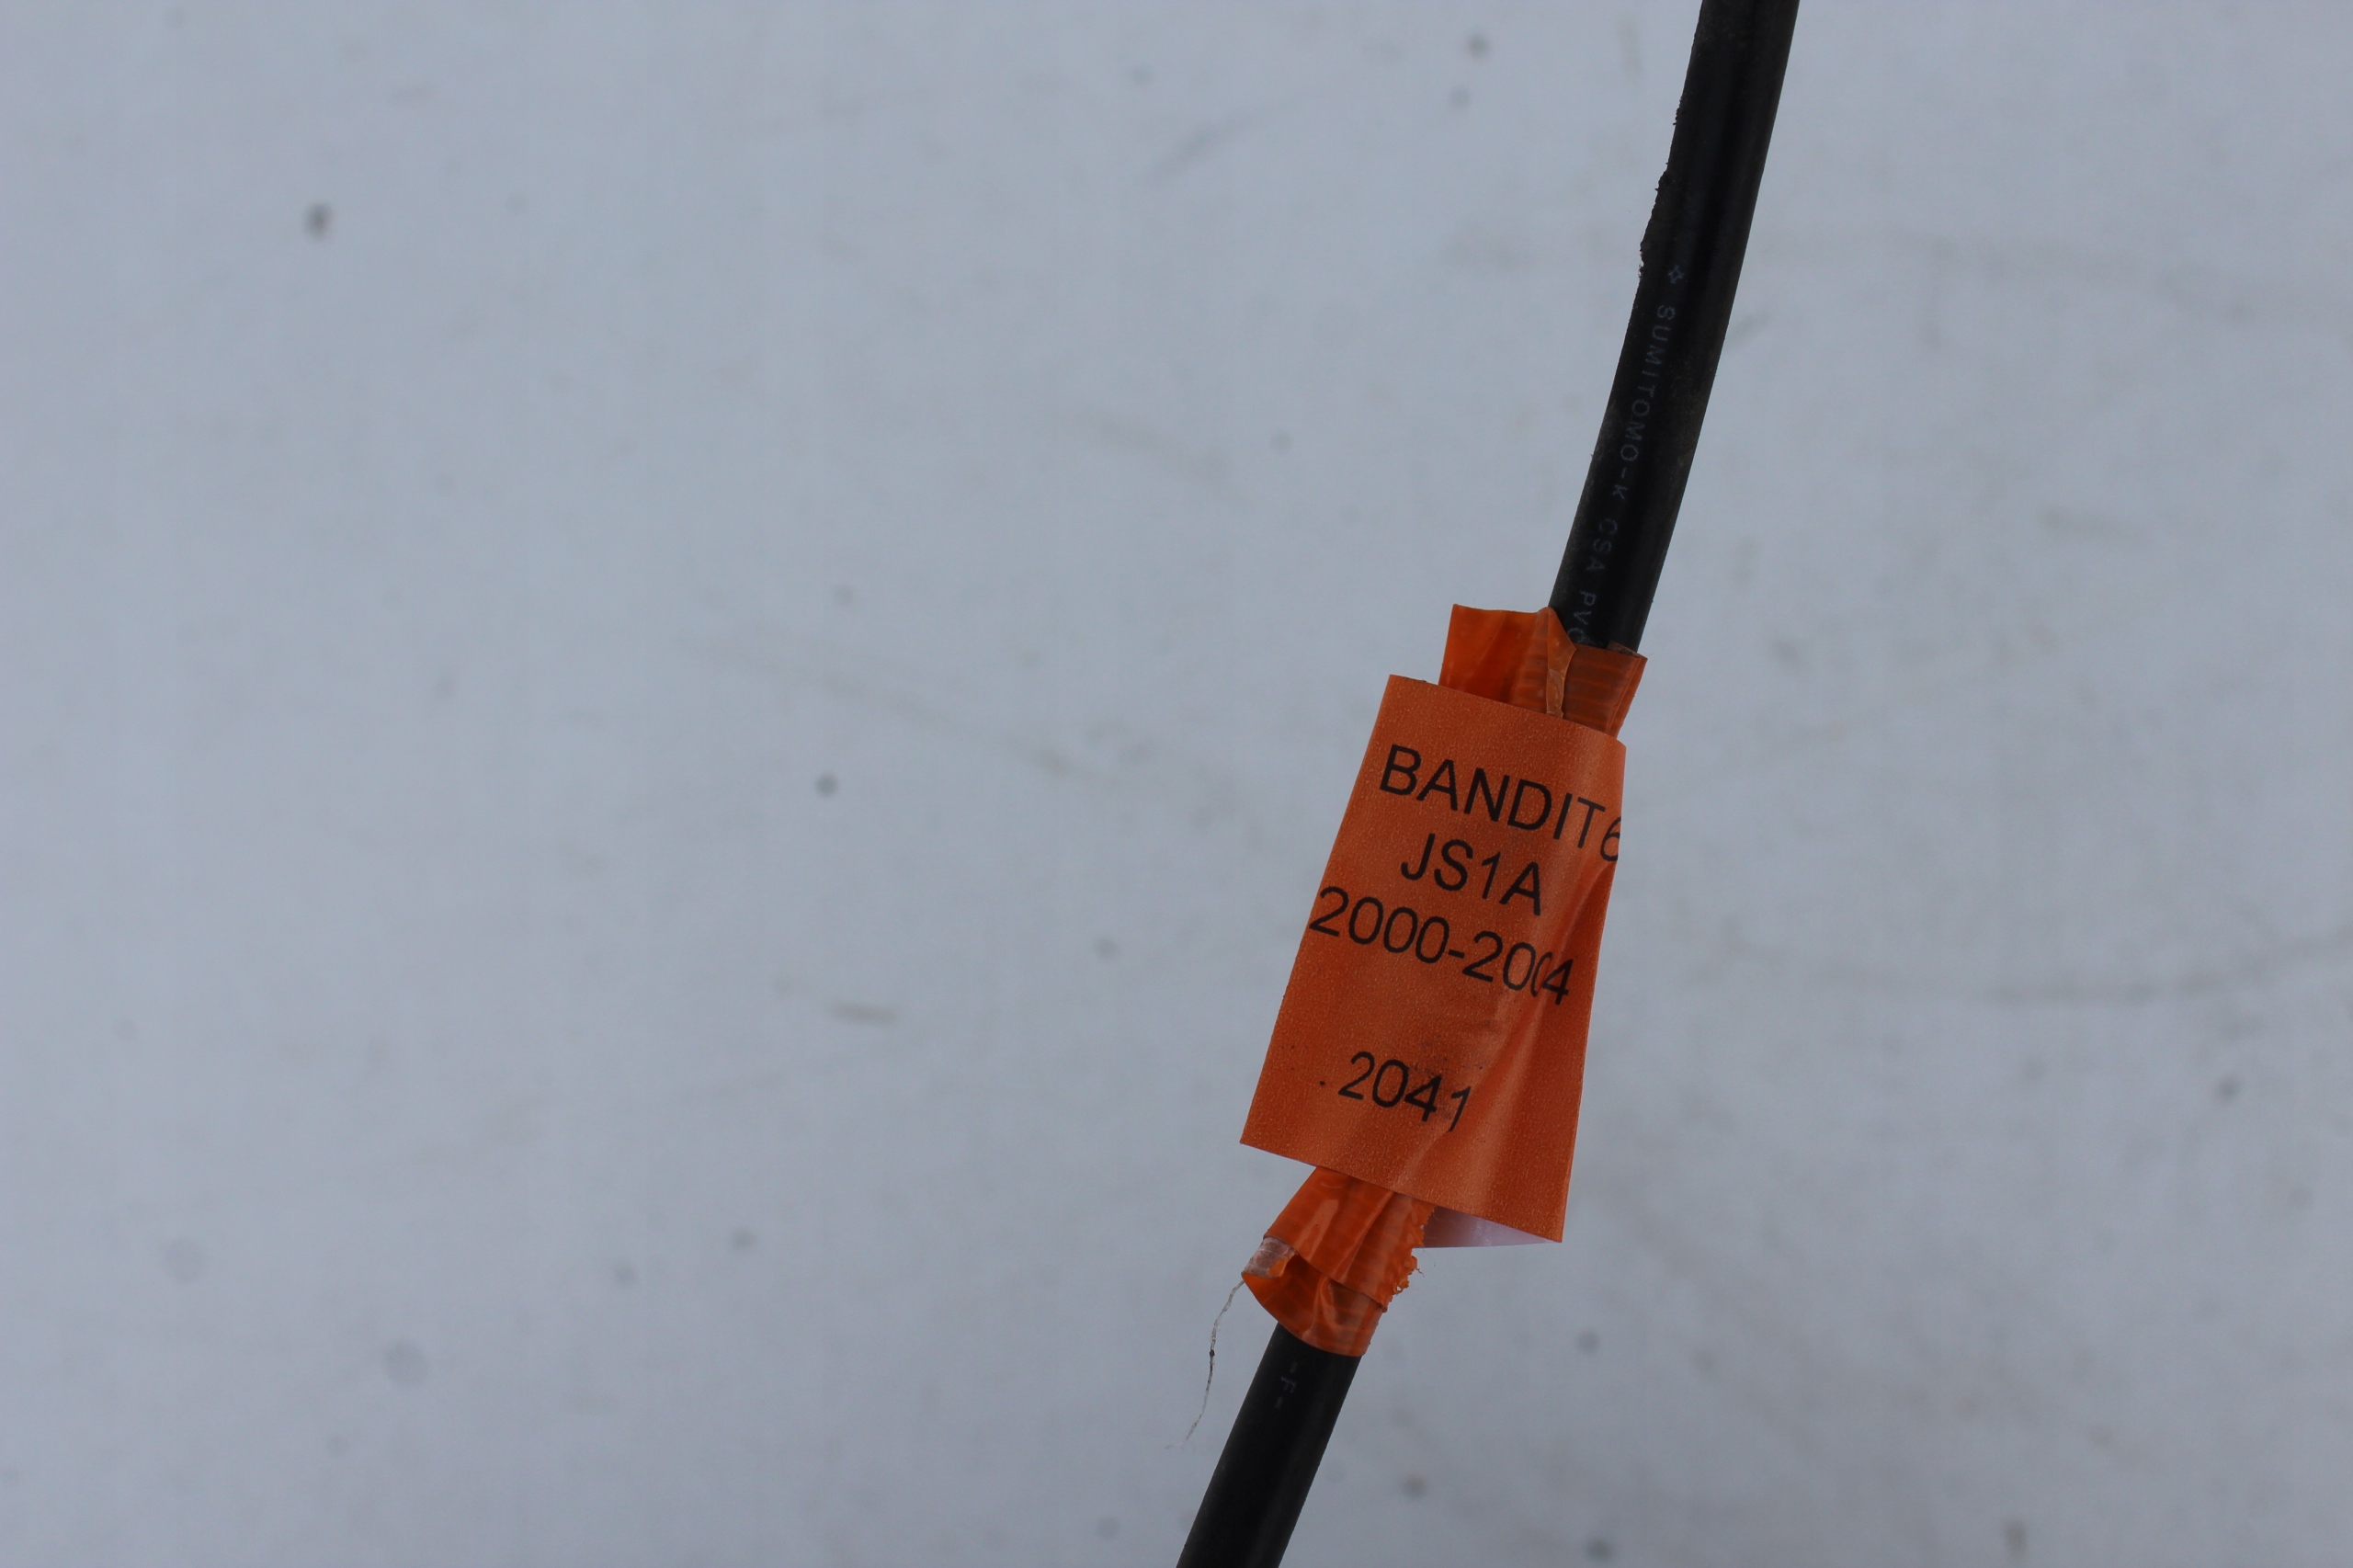 SUMITOMO-K CSA PVC
BANDIT6
JS1A
2000-2004
2041
-F-